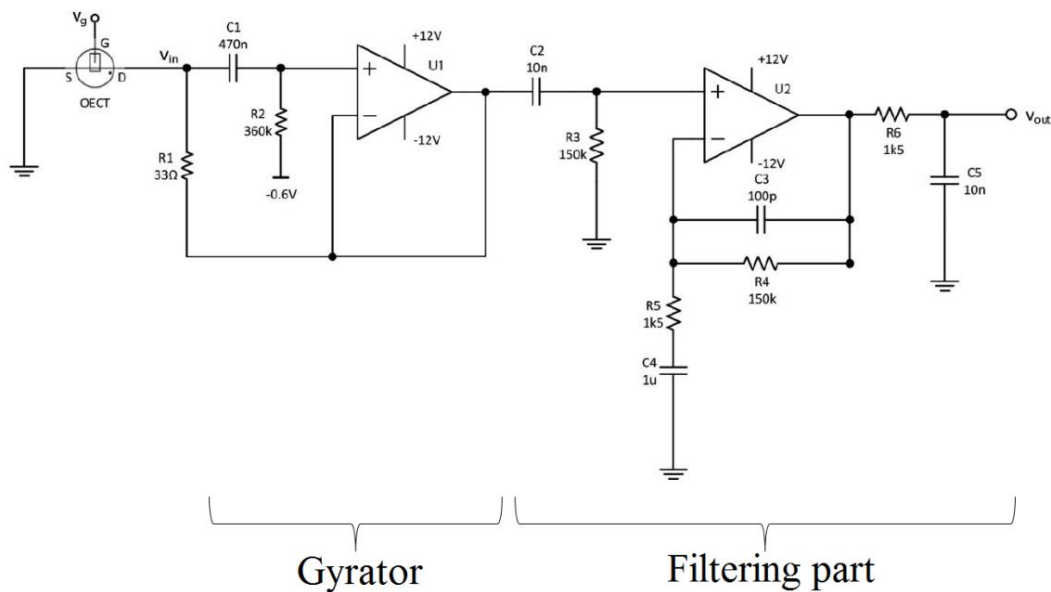 Vg
G
S
D
OECT
Vin
C1
470n
R2
360k
-0.6V
R1
33Ω
+
−
+12V
U1
-12V
C2
10n
R3
150k
+
−
+12V
U2
-12V
C3
100p
R4
150k
R5
1k5
C4
1u
R6
1k5
C5
10n
Vout
Gyrator
Filtering part